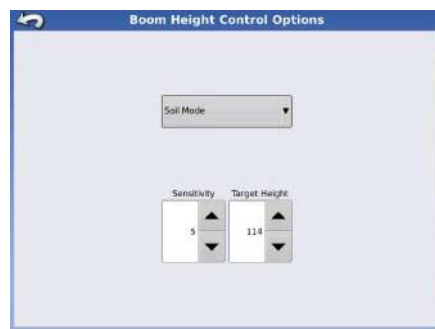 Boom Height Control Options
Soil Mode
Sensitivity Target Height
5 114